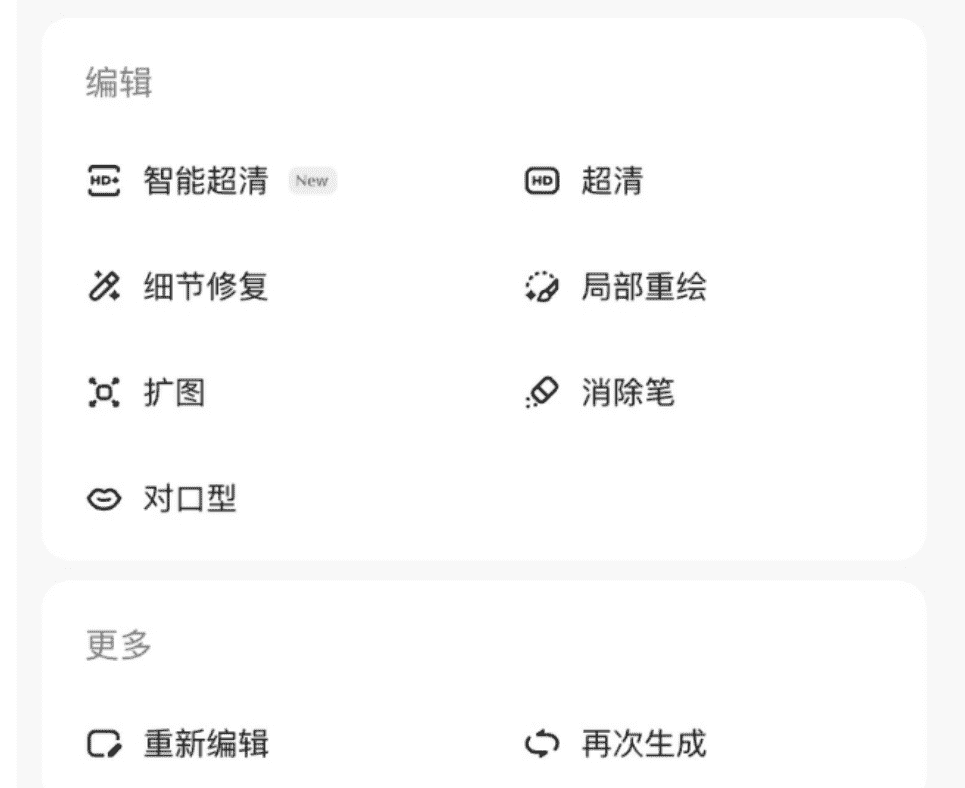 编辑
HD+ 智能超清 New
HD 超清
细节修复
局部重绘
扩图
消除笔
对口型
更多
重新编辑
再次生成